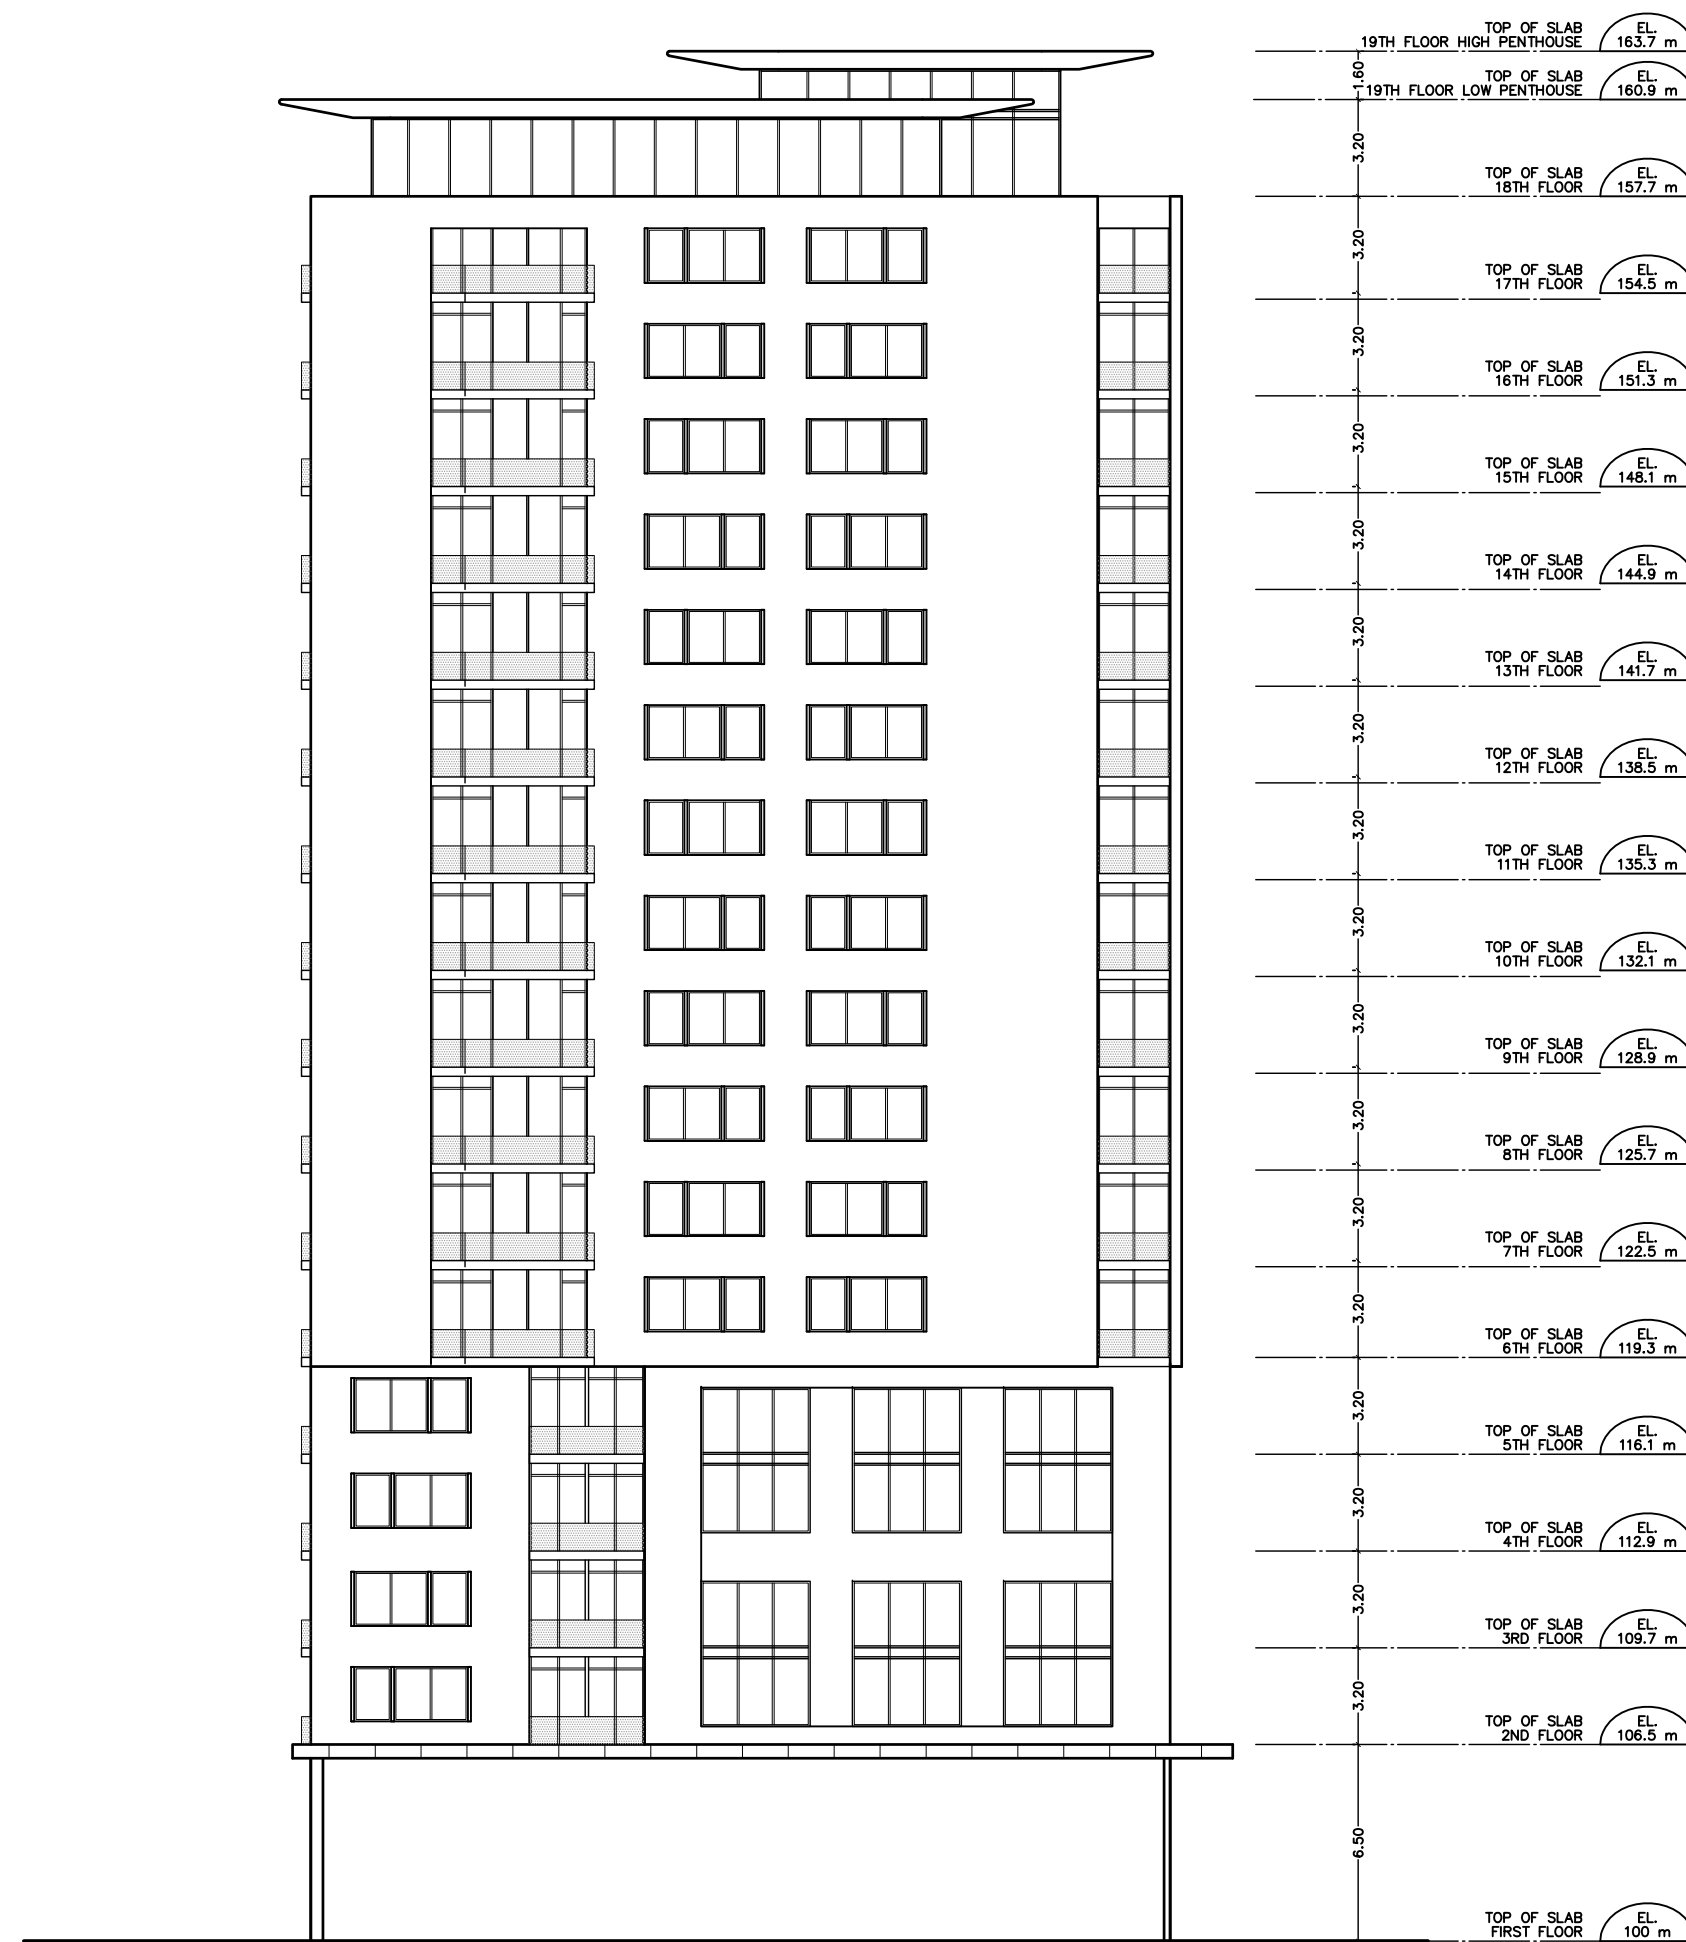 TOP OF SLAB
19TH FLOOR HIGH PENTHOUSE
EL.
163.7 m
1.60
TOP OF SLAB
19TH FLOOR LOW PENTHOUSE
EL.
160.9 m
3.20
TOP OF SLAB
18TH FLOOR
EL.
157.7 m
3.20
TOP OF SLAB
17TH FLOOR
EL.
154.5 m
3.20
TOP OF SLAB
16TH FLOOR
EL.
151.3 m
3.20
TOP OF SLAB
15TH FLOOR
EL.
148.1 m
3.20
TOP OF SLAB
14TH FLOOR
EL.
144.9 m
3.20
TOP OF SLAB
13TH FLOOR
EL.
141.7 m
3.20
TOP OF SLAB
12TH FLOOR
EL.
138.5 m
3.20
TOP OF SLAB
11TH FLOOR
EL.
135.3 m
3.20
TOP OF SLAB
10TH FLOOR
EL.
132.1 m
3.20
TOP OF SLAB
9TH FLOOR
EL.
128.9 m
3.20
TOP OF SLAB
8TH FLOOR
EL.
125.7 m
3.20
TOP OF SLAB
7TH FLOOR
EL.
122.5 m
3.20
TOP OF SLAB
6TH FLOOR
EL.
119.3 m
3.20
TOP OF SLAB
5TH FLOOR
EL.
116.1 m
3.20
TOP OF SLAB
4TH FLOOR
EL.
112.9 m
3.20
TOP OF SLAB
3RD FLOOR
EL.
109.7 m
3.20
TOP OF SLAB
2ND FLOOR
EL.
106.5 m
6.50
TOP OF SLAB
FIRST FLOOR
EL.
100 m